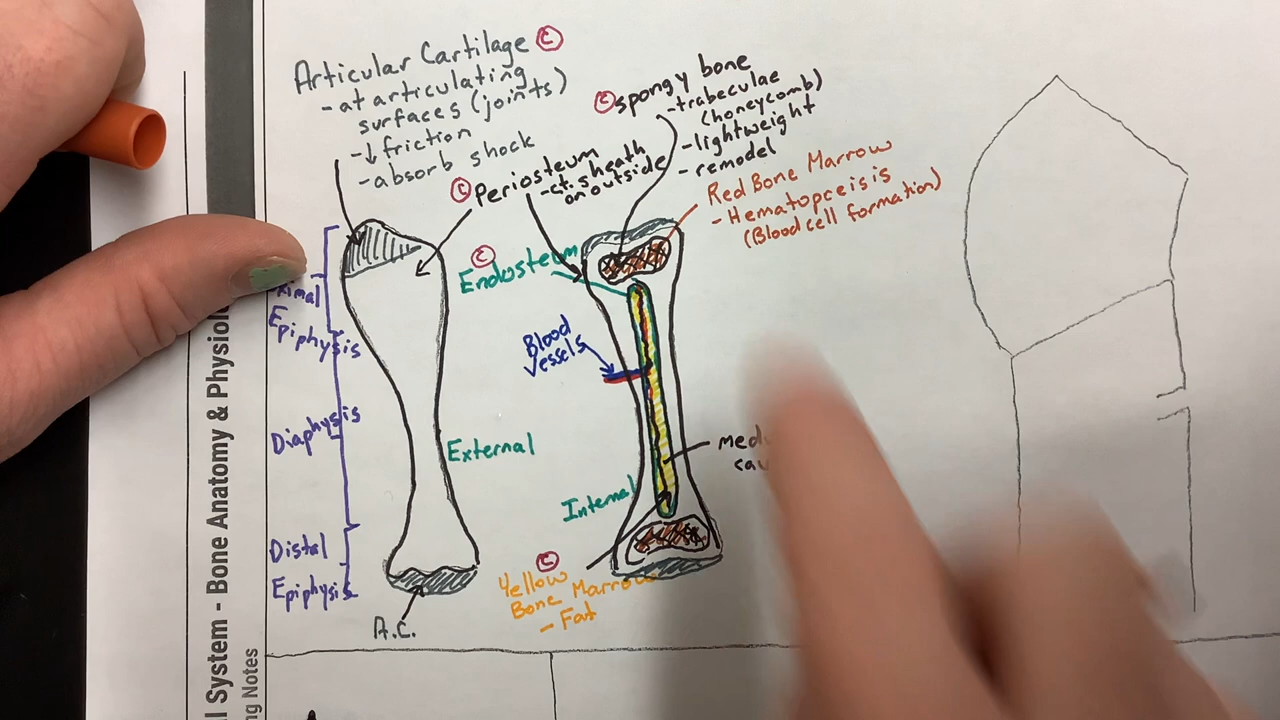 Articular Cartilage C
- at articulating
surfaces (joints)
- ↓ friction
- absorb shock
C Periosteum
- c.t. sheath
on outside
C spongy bone
- trabeculae
(honeycomb)
- lightweight
- remodel
Red Bone Marrow
- Hematopoeisis
(Blood cell formation)
C
Endosteum
Blood
Vessels
Epiphysis
Diaphysis
Distal
Epiphysis
External
Internal
C
Yellow
Bone Marrow
- Fat
A.C.
System - Bone Anatomy &
Notes